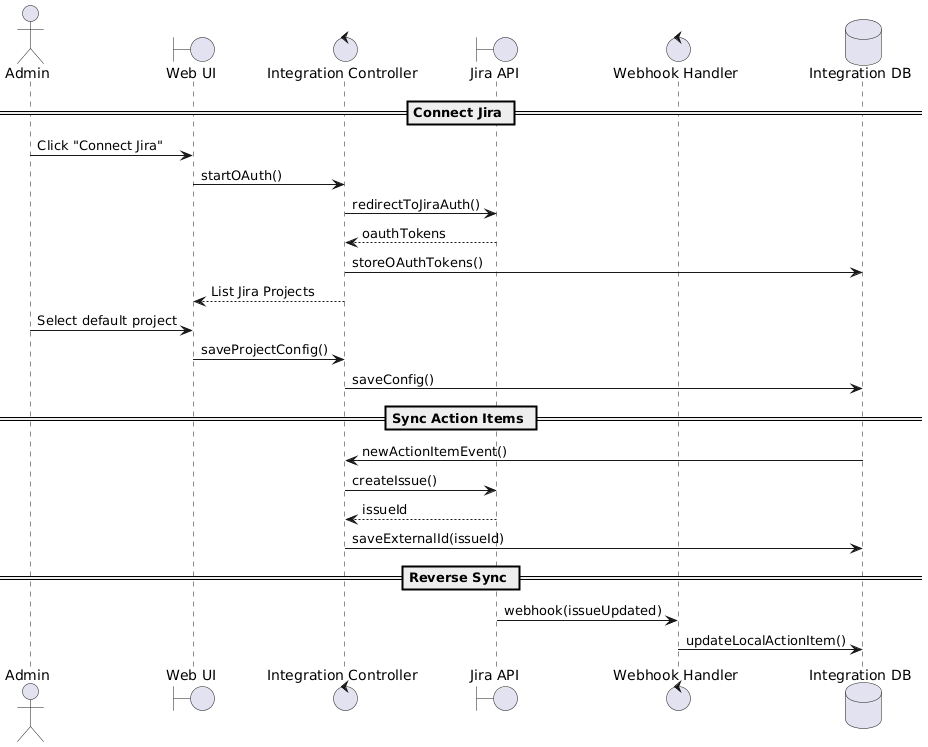 Admin
Web UI
Integration Controller
Jira API
Webhook Handler
Integration DB
Connect Jira
Click "Connect Jira"
startOAuth()
redirectToJiraAuth()
oauthTokens
storeOAuthTokens()
List Jira Projects
Select default project
saveProjectConfig()
saveConfig()
Sync Action Items
newActionItemEvent()
createIssue()
issueId
saveExternalId(issueId)
Reverse Sync
webhook(issueUpdated)
updateLocalActionItem()
Admin
Web UI
Integration Controller
Jira API
Webhook Handler
Integration DB